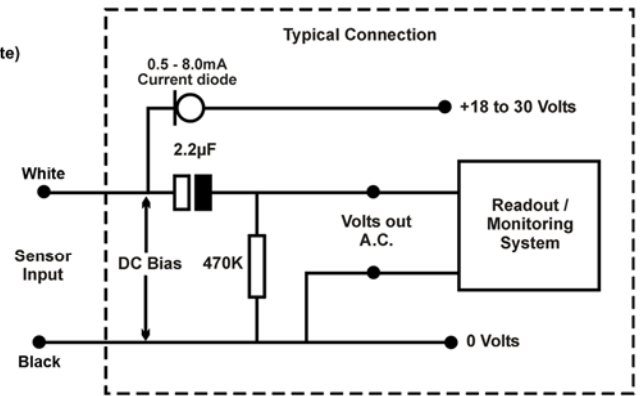 Typical Connection
te)
0.5 - 8.0mA
Current diode
+18 to 30 Volts
2.2µF
White
Readout /
Monitoring
System
Volts out
A.C.
Sensor
Input
DC Bias
470K
0 Volts
Black